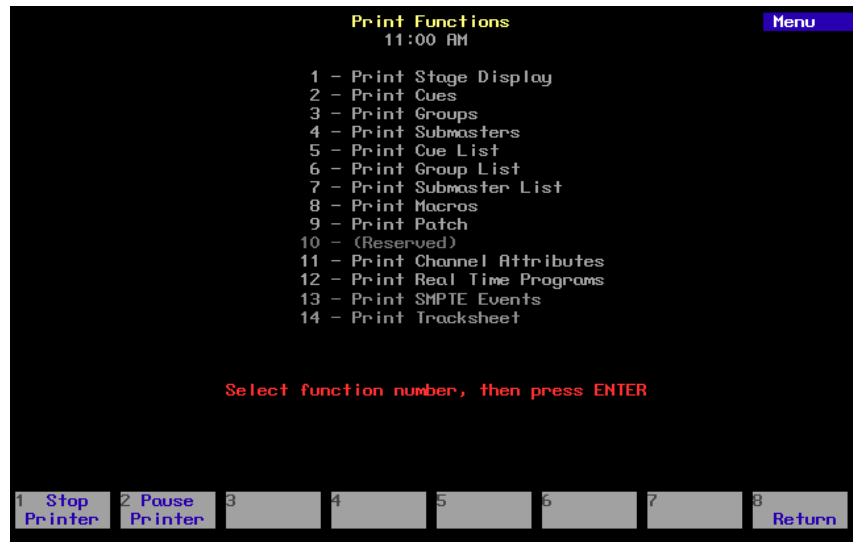 Print Functions Menu
11:00 AM
1 - Print Stage Display
2 - Print Cues
3 - Print Groups
4 - Print Submasters
5 - Print Cue List
6 - Print Group List
7 - Print Submaster List
8 - Print Macros
9 - Print Patch
10 - (Reserved)
11 - Print Channel Attributes
12 - Print Real Time Programs
13 - Print SMPTE Events
14 - Print Tracksheet
Select function number, then press ENTER
1 Stop 2 Pause 3 4 5 6 7 8
Printer Printer Return